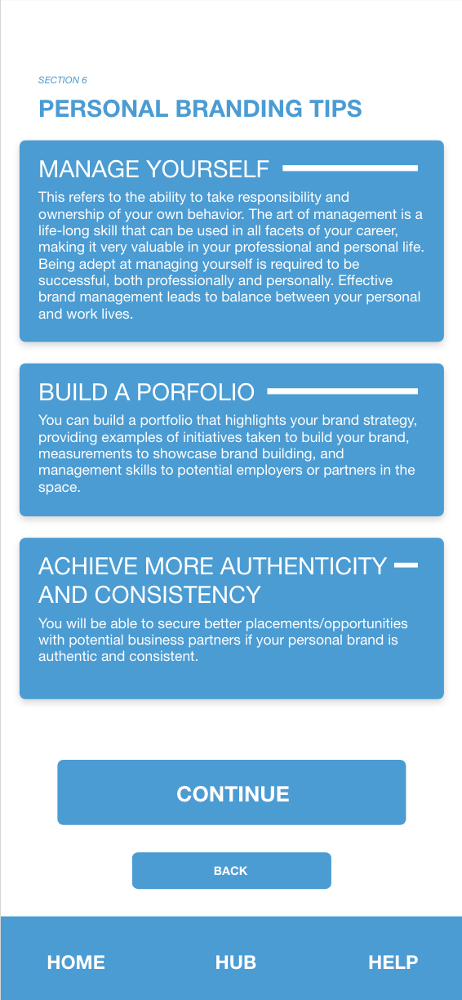 SECTION 6
PERSONAL BRANDING TIPS
MANAGE YOURSELF
This refers to the ability to take responsibility and
ownership of your own behavior. The art of management is a
life-long skill that can be used in all facets of your career,
making it very valuable in your professional and personal life.
Being adept at managing yourself is required to be
successful, both professionally and personally. Effective
brand management leads to balance between your personal
and work lives.
BUILD A PORFOLIO
You can build a portfolio that highlights your brand strategy,
providing examples of initiatives taken to build your brand,
measurements to showcase brand building, and
management skills to potential employers or partners in the
space.
ACHIEVE MORE AUTHENTICITY
AND CONSISTENCY
You will be able to secure better placements/opportunities
with potential business partners if your personal brand is
authentic and consistent.
CONTINUE
BACK
HOME HUB HELP